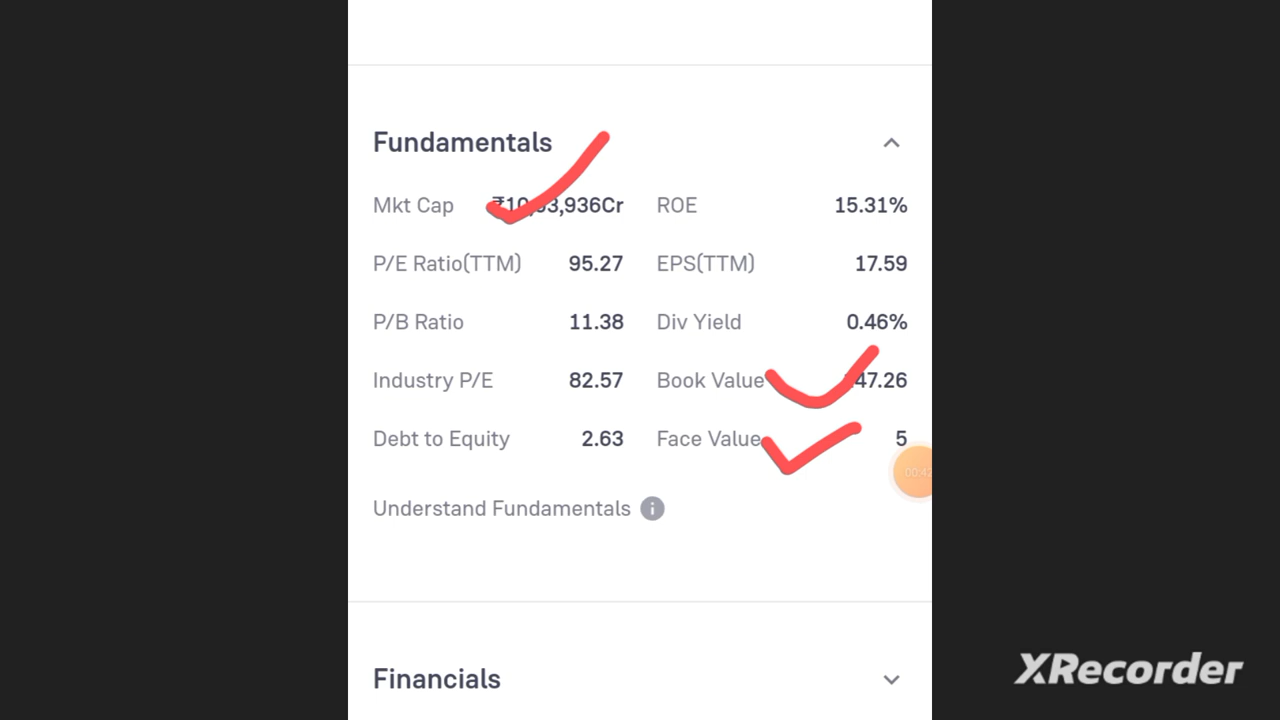 Fundamentals
Mkt Cap ROE 15.31%
P/E Ratio(TTM) 95.27 EPS(TTM) 17.59
P/B Ratio 11.38 Div Yield 0.46%
Industry P/E 82.57 Book Value
Debt to Equity 2.63 Face Value 5
Understand Fundamentals
Financials
XRecorder